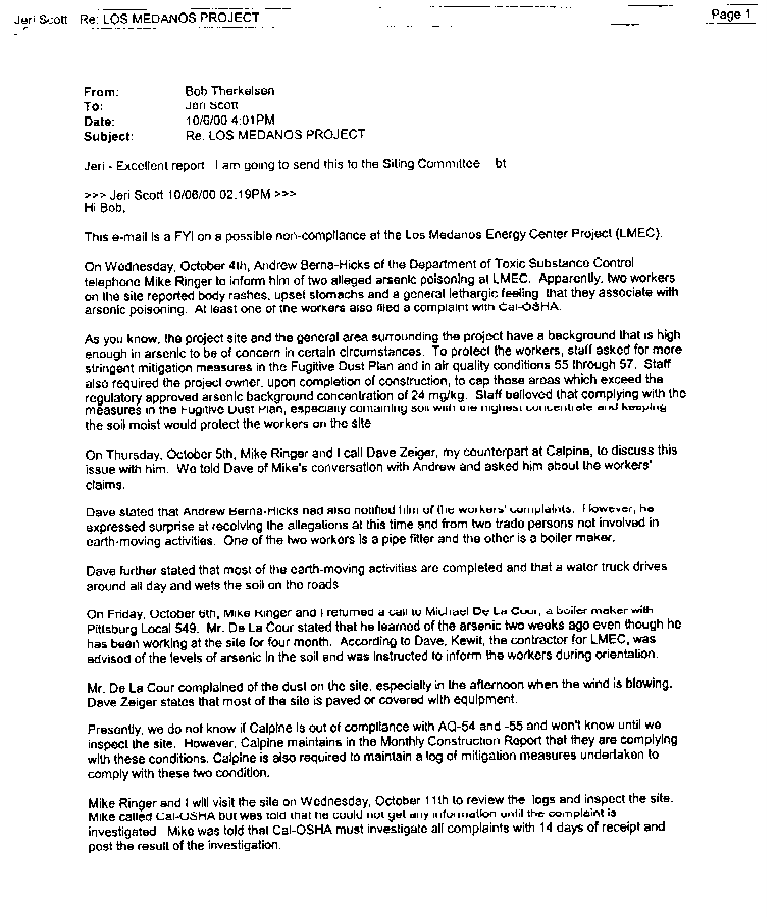 Jeri Scott Re: LOS MEDANOS PROJECT Page 1
From: Bob Therkelsen
To: Jeri Scott
Date: 10/6/00 4:01PM
Subject: Re. LOS MEDANOS PROJECT
Jeri - Excellent report I am going to send this to the Siting Committee bt
>>> Jeri Scott 10/06/00 02.19PM >>>
Hi Bob,
This e-mail is a FYI on a possible non-compliance at the Los Medanos Energy Center Project (LMEC).
On Wednesday, October 4th, Andrew Berna-Hicks of the Department of Toxic Substance Control
telephone Mike Ringer to inform him of two alleged arsenic poisoning at LMEC. Apparently, two workers
on the site reported body rashes, upset stomachs and a general lethargic feeling that they associate with
arsenic poisoning. At least one of the workers also filed a complaint with Cal-OSHA.
As you know, the project site and the general area surrounding the project have a background that is high
enough in arsenic to be of concern in certain circumstances. To protect the workers, staff asked for more
stringent mitigation measures in the Fugitive Dust Plan and in air quality conditions 55 through 57. Staff
also required the project owner, upon completion of construction, to cap those areas which exceed the
regulatory approved arsenic background concentration of 24 mg/kg. Staff believed that complying with the
measures in the Fugitive Dust Plan, especially containing soil with the highest concentrate and keeping
the soil moist would protect the workers on the site
On Thursday, October 5th, Mike Ringer and I call Dave Zeiger, my counterpart at Calpine, to discuss this
issue with him. We told Dave of Mike's conversation with Andrew and asked him about the workers'
claims.
Dave stated that Andrew Berna-Hicks had also notified him of the workers' complaints. However, he
expressed surprise at receiving the allegations at this time and from two trade persons not involved in
earth-moving activities. One of the two workers is a pipe fitter and the other is a boiler maker.
Dave further stated that most of the earth-moving activities are completed and that a water truck drives
around all day and wets the soil on the roads
On Friday, October 6th, Mike Ringer and I returned a call to Michael De La Cour, a boiler maker with
Pittsburg Local 549. Mr. De La Cour stated that he learned of the arsenic two weeks ago even though he
has been working at the site for four month. According to Dave, Kewit, the contractor for LMEC, was
advised of the levels of arsenic in the soil and was instructed to inform the workers during orientation.
Mr. De La Cour complained of the dust on the site, especially in the afternoon when the wind is blowing.
Dave Zeiger states that most of the site is paved or covered with equipment.
Presently, we do not know if Calpine is out of compliance with AQ-54 and -55 and won't know until we
inspect the site. However, Calpine maintains in the Monthly Construction Report that they are complying
with these conditions. Calpine is also required to maintain a log of mitigation measures undertaken to
comply with these two condition.
Mike Ringer and I will visit the site on Wednesday, October 11th to review the logs and inspect the site.
Mike called Cal-OSHA but was told that he could not get any information until the complaint is
investigated Mike was told that Cal-OSHA must investigate all complaints with 14 days of receipt and
post the result of the investigation.